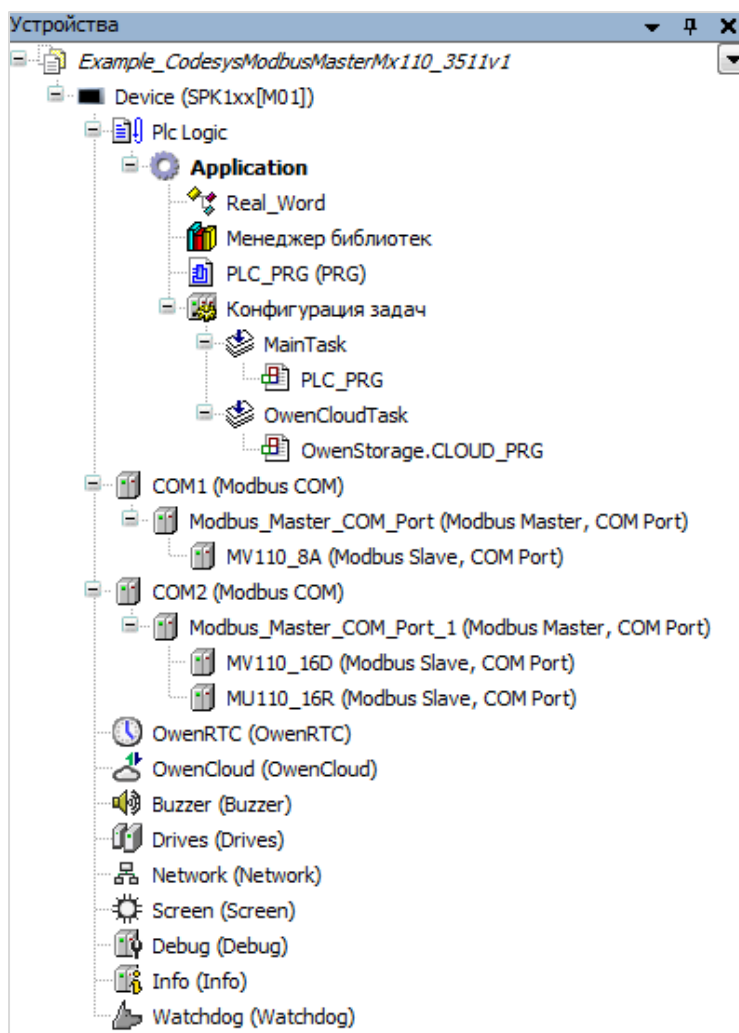 Устройства
Example_CodesysModbusMasterMx110_3511v1
Device (SPK1xx[M01])
Plc Logic
Application
Real_Word
Менеджер библиотек
PLC_PRG (PRG)
Конфигурация задач
MainTask
PLC_PRG
OwenCloudTask
OwenStorage.CLOUD_PRG
COM1 (Modbus COM)
Modbus_Master_COM_Port (Modbus Master, COM Port)
MV110_8A (Modbus Slave, COM Port)
COM2 (Modbus COM)
Modbus_Master_COM_Port_1 (Modbus Master, COM Port)
MV110_16D (Modbus Slave, COM Port)
MU110_16R (Modbus Slave, COM Port)
OwenRTC (OwenRTC)
OwenCloud (OwenCloud)
Buzzer (Buzzer)
Drives (Drives)
Network (Network)
Screen (Screen)
Debug (Debug)
Info (Info)
Watchdog (Watchdog)